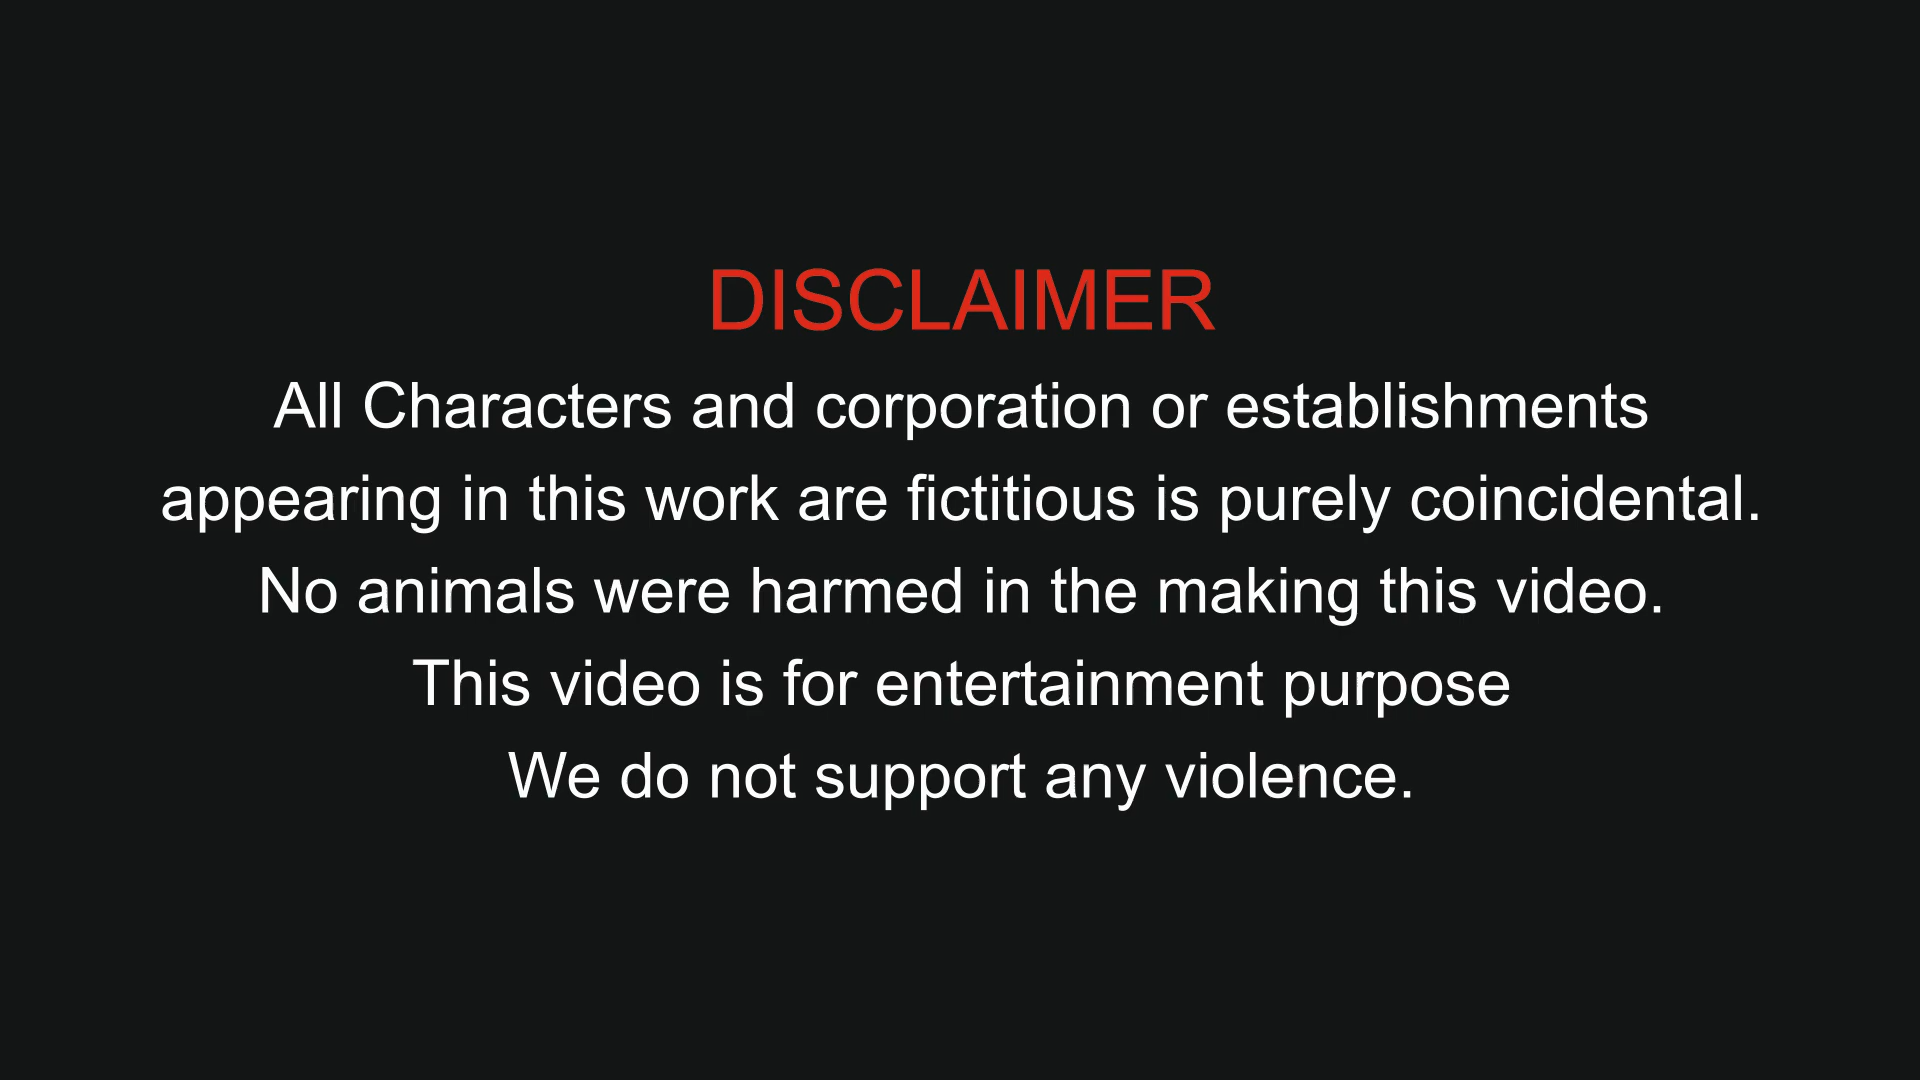 DISCLAIMER
All Characters and corporation or establishments
appearing in this work are fictitious is purely coincidental.
No animals were harmed in the making this video.
This video is for entertainment purpose
We do not support any violence.